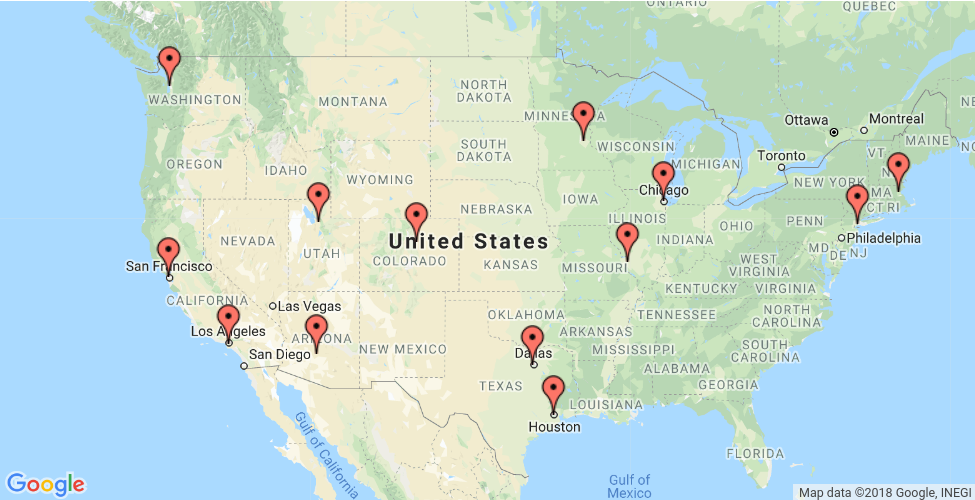 ONTARIO
QUEBEC
WASHINGTON
MONTANA
NORTH
DAKOTA
MINNESOTA
Ottawa
Montreal
MAINE
OREGON
IDAHO
WYOMING
SOUTH
DAKOTA
WISCONSIN
MICHIGAN
Toronto
VT
NEW YORK
MA
CT RI
NEBRASKA
IOWA
Chicago
ILLINOIS
INDIANA
OHIO
PENN
Philadelphia
MD
DE
NJ
NEVADA
UTAH
United States
COLORADO
KANSAS
MISSOURI
WEST
VIRGINIA
VIRGINIA
KENTUCKY
San Francisco
CALIFORNIA
Las Vegas
Los Angeles
San Diego
ARIZONA
NEW MEXICO
OKLAHOMA
ARKANSAS
TENNESSEE
NORTH
CAROLINA
SOUTH
CAROLINA
MISSISSIPPI
ALABAMA
GEORGIA
Dallas
TEXAS
LOUISIANA
Houston
FLORIDA
Gulf of California
Gulf of
Mexico
Google
Map data ©2018 Google, INEGI